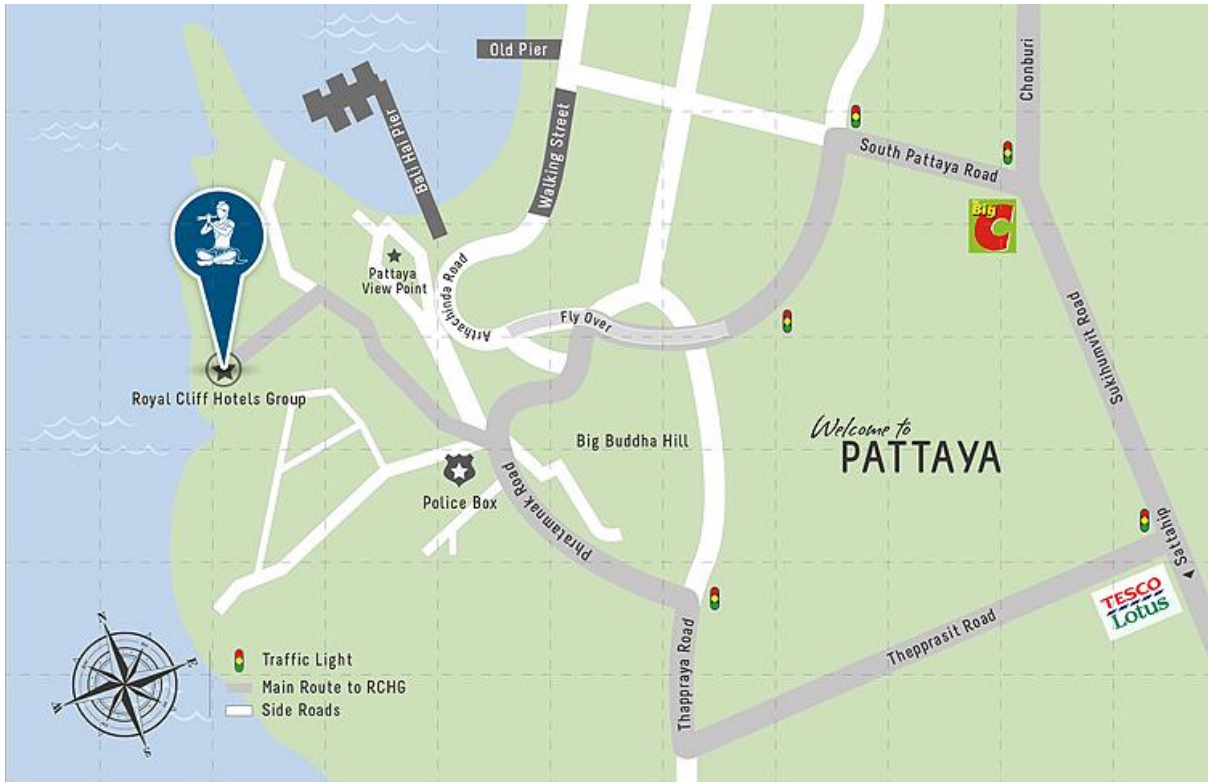 Old Pier
Chonburi
Bali Hai Pier
Walking Street
South Pattaya Road
Big
C
Pattaya
View Point
Arthachinda Road
Fly Over
Sukihumvit Road
Royal Cliff Hotels Group
Welcome to
PATTAYA
Big Buddha Hill
Police Box
Phratamnak Road
Sattahip
TESCO
Lotus
Thepprasit Road
Thappraya Road
N
E
S
W
Traffic Light
Main Route to RCHG
Side Roads